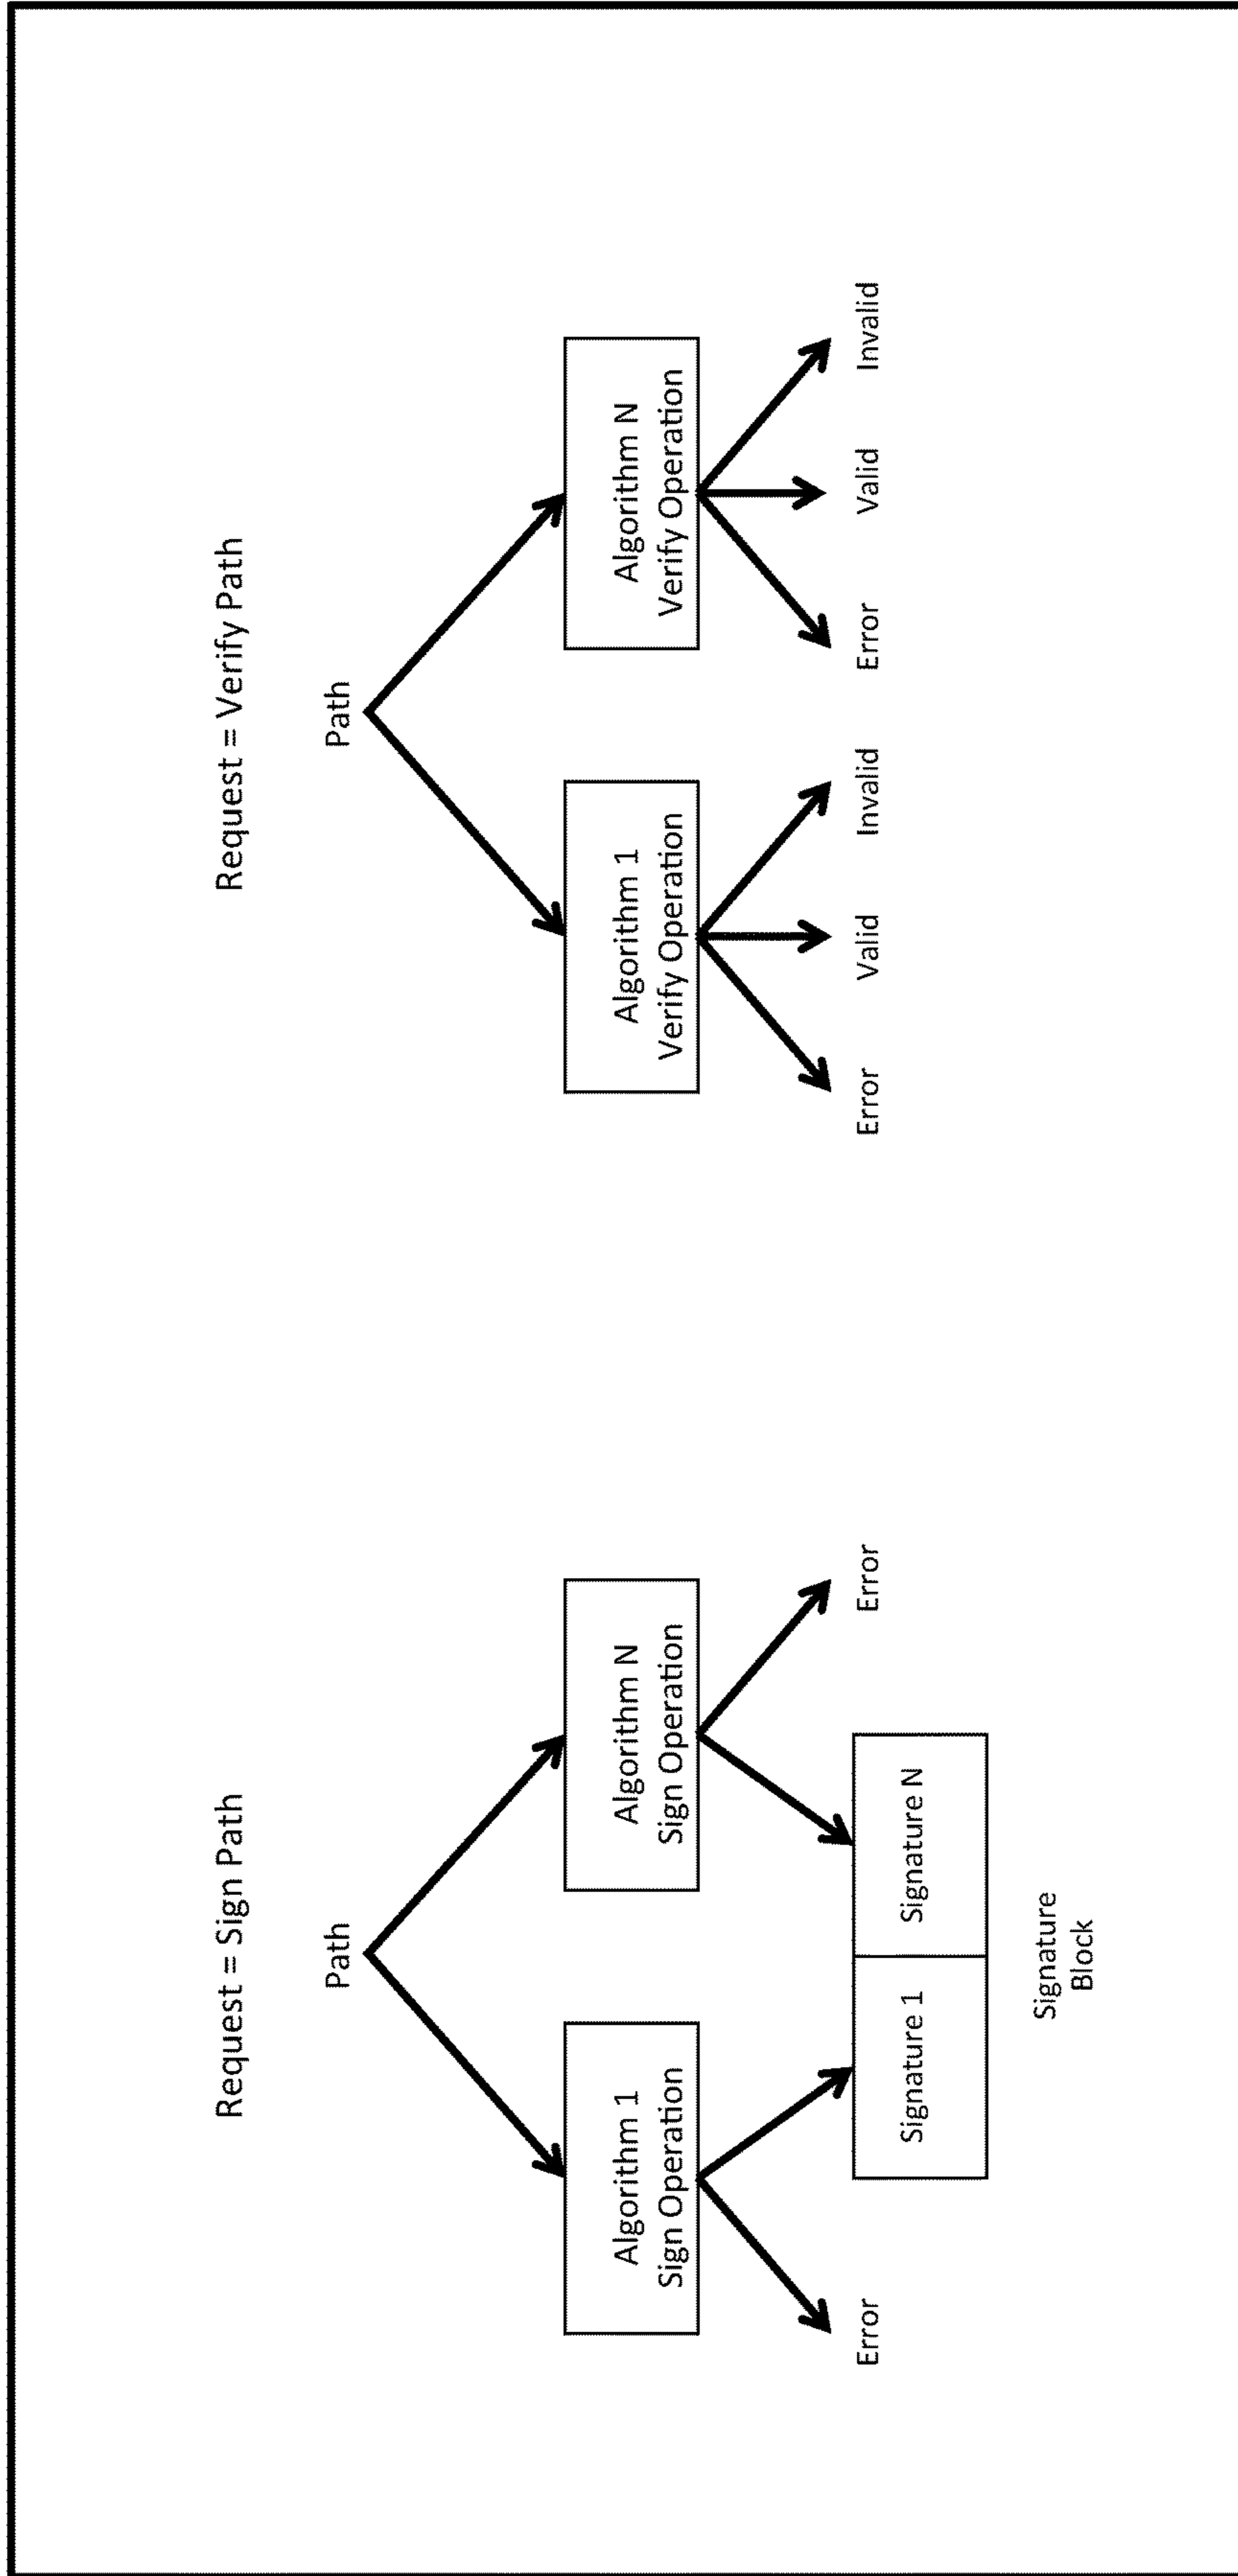 Request = Sign Path
Path
Algorithm 1
Sign Operation
Algorithm N
Sign Operation
Error
Signature 1
Signature N
Error
Signature
Block
Request = Verify Path
Path
Algorithm 1
Verify Operation
Algorithm N
Verify Operation
Error
Valid
Invalid
Error
Valid
Invalid